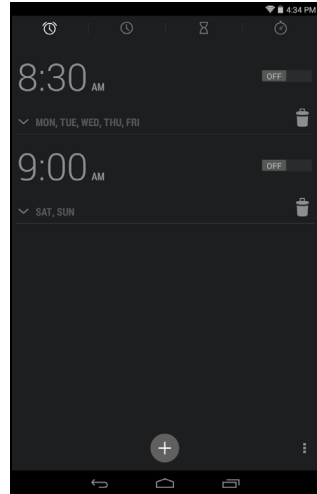 4:34 PM
8:30 AM
OFF
MON, TUE, WED, THU, FRI
9:00 AM
OFF
SAT, SUN